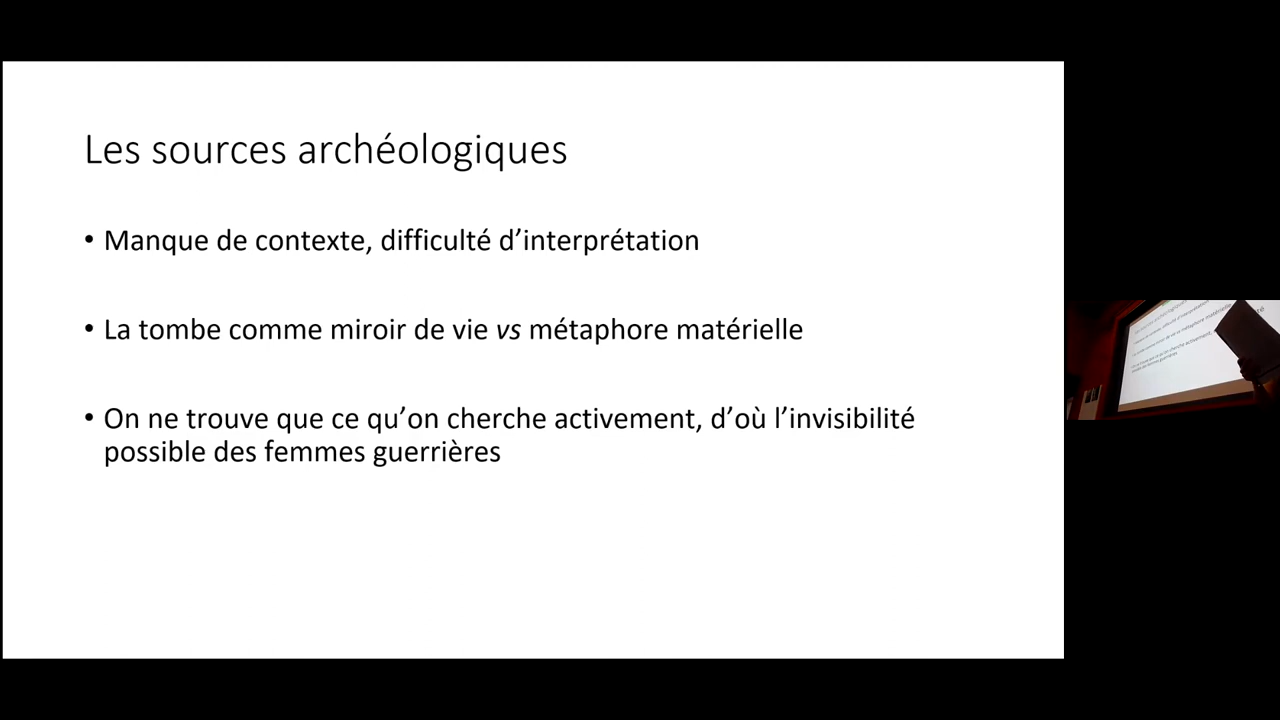 Les sources archéologiques
• Manque de contexte, difficulté d’interprétation
• La tombe comme miroir de vie vs métaphore matérielle
• On ne trouve que ce qu’on cherche activement, d’où l’invisibilité
possible des femmes guerrières